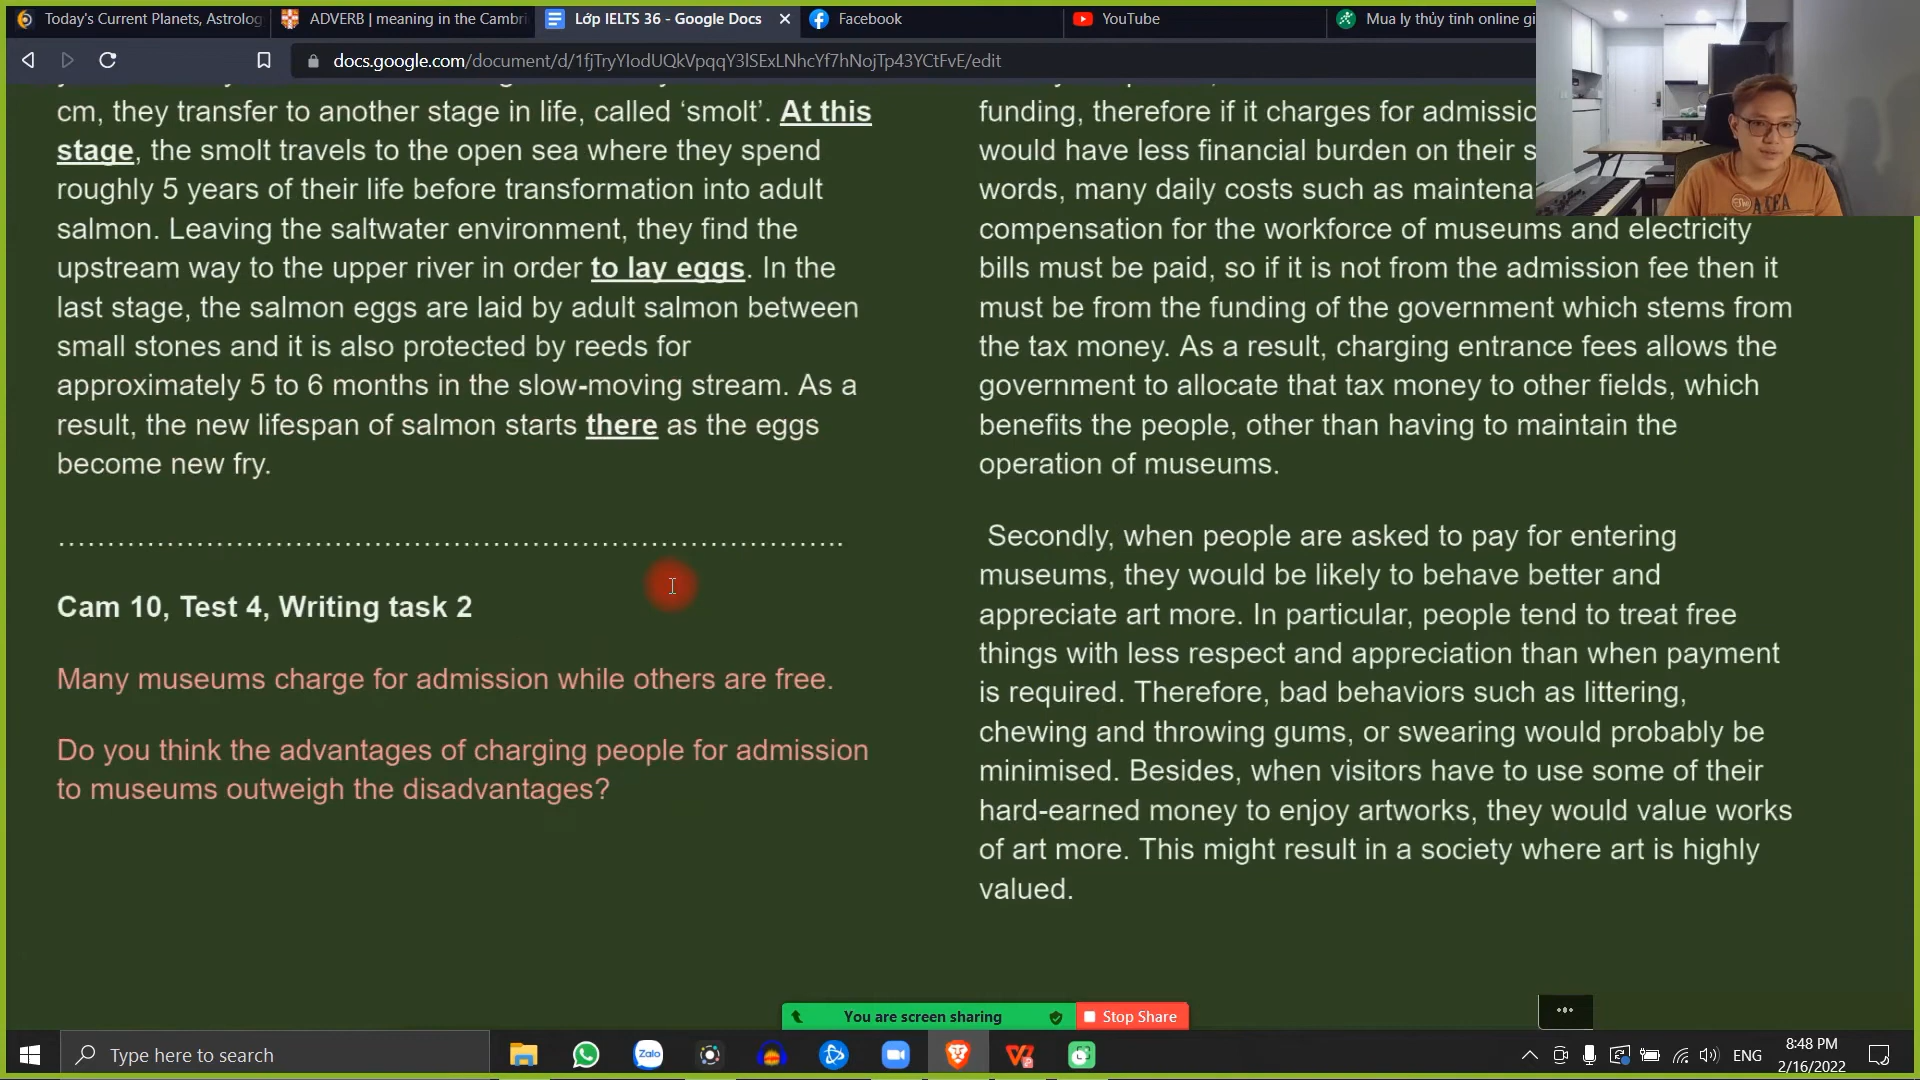 Today's Current Planets, Astrolog
ADVERB | meaning in the Cambri
Lớp IELTS 36 - Google Docs
Facebook
YouTube
Mua ly thủy tinh online gi
docs.google.com/document/d/1fjTryYIodUQkVpqqY3lSExLNhcYf7hNojTp43YCtFvE/edit
cm, they transfer to another stage in life, called ‘smolt’. At this
stage, the smolt travels to the open sea where they spend
roughly 5 years of their life before transformation into adult
salmon. Leaving the saltwater environment, they find the
upstream way to the upper river in order to lay eggs. In the
last stage, the salmon eggs are laid by adult salmon between
small stones and it is also protected by reeds for
approximately 5 to 6 months in the slow-moving stream. As a
result, the new lifespan of salmon starts there as the eggs
become new fry.
……………………………………………………………………..
Cam 10, Test 4, Writing task 2
Many museums charge for admission while others are free.
Do you think the advantages of charging people for admission
to museums outweigh the disadvantages?
funding, therefore if it charges for admissio
would have less financial burden on their s
words, many daily costs such as maintena
compensation for the workforce of museums and electricity
bills must be paid, so if it is not from the admission fee then it
must be from the funding of the government which stems from
the tax money. As a result, charging entrance fees allows the
government to allocate that tax money to other fields, which
benefits the people, other than having to maintain the
operation of museums.
Secondly, when people are asked to pay for entering
museums, they would be likely to behave better and
appreciate art more. In particular, people tend to treat free
things with less respect and appreciation than when payment
is required. Therefore, bad behaviors such as littering,
chewing and throwing gums, or swearing would probably be
minimised. Besides, when visitors have to use some of their
hard-earned money to enjoy artworks, they would value works
of art more. This might result in a society where art is highly
valued.
You are screen sharing
Stop Share
Type here to search
Zalo
ENG
8:48 PM
2/16/2022